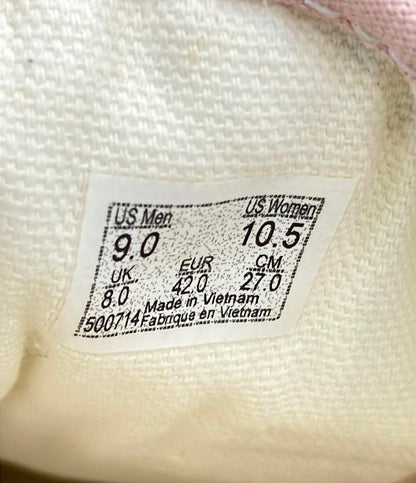 US Men US Women
9.0 10.5
UK EUR CM
8.0 42.0 27.0
Made in Vietnam
500714 Fabrique en Vietnam